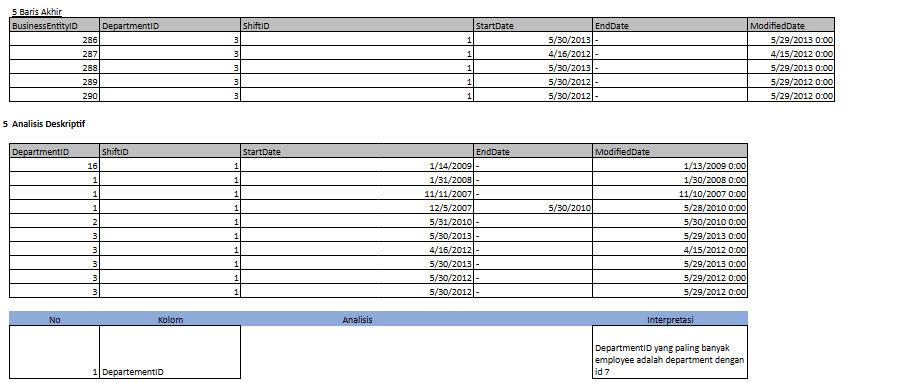 5 Baris Akhir
BusinessEntityID DepartmentID ShiftID StartDate EndDate ModifiedDate
286 3 1 5/30/2013 - 5/29/2013 0:00
287 3 1 4/16/2012 - 4/15/2012 0:00
288 3 1 5/30/2013 - 5/29/2013 0:00
289 3 1 5/30/2012 - 5/29/2012 0:00
290 3 1 5/30/2012 - 5/29/2012 0:00
5 Analisis Deskriptif
DepartmentID ShiftID StartDate EndDate ModifiedDate
16 1 1/14/2009 - 1/13/2009 0:00
1 1 1/31/2008 - 1/30/2008 0:00
1 1 11/11/2007 - 11/10/2007 0:00
1 1 12/5/2007 5/30/2010 5/28/2010 0:00
2 1 5/31/2010 - 5/30/2010 0:00
3 1 5/30/2013 - 5/29/2013 0:00
3 1 4/16/2012 - 4/15/2012 0:00
3 1 5/30/2013 - 5/29/2013 0:00
3 1 5/30/2012 - 5/29/2012 0:00
3 1 5/30/2012 - 5/29/2012 0:00
No Kolom Analisis Interpretasi
1 DepartementID
DepartmentID yang paling banyak
employee adalah department dengan
id 7